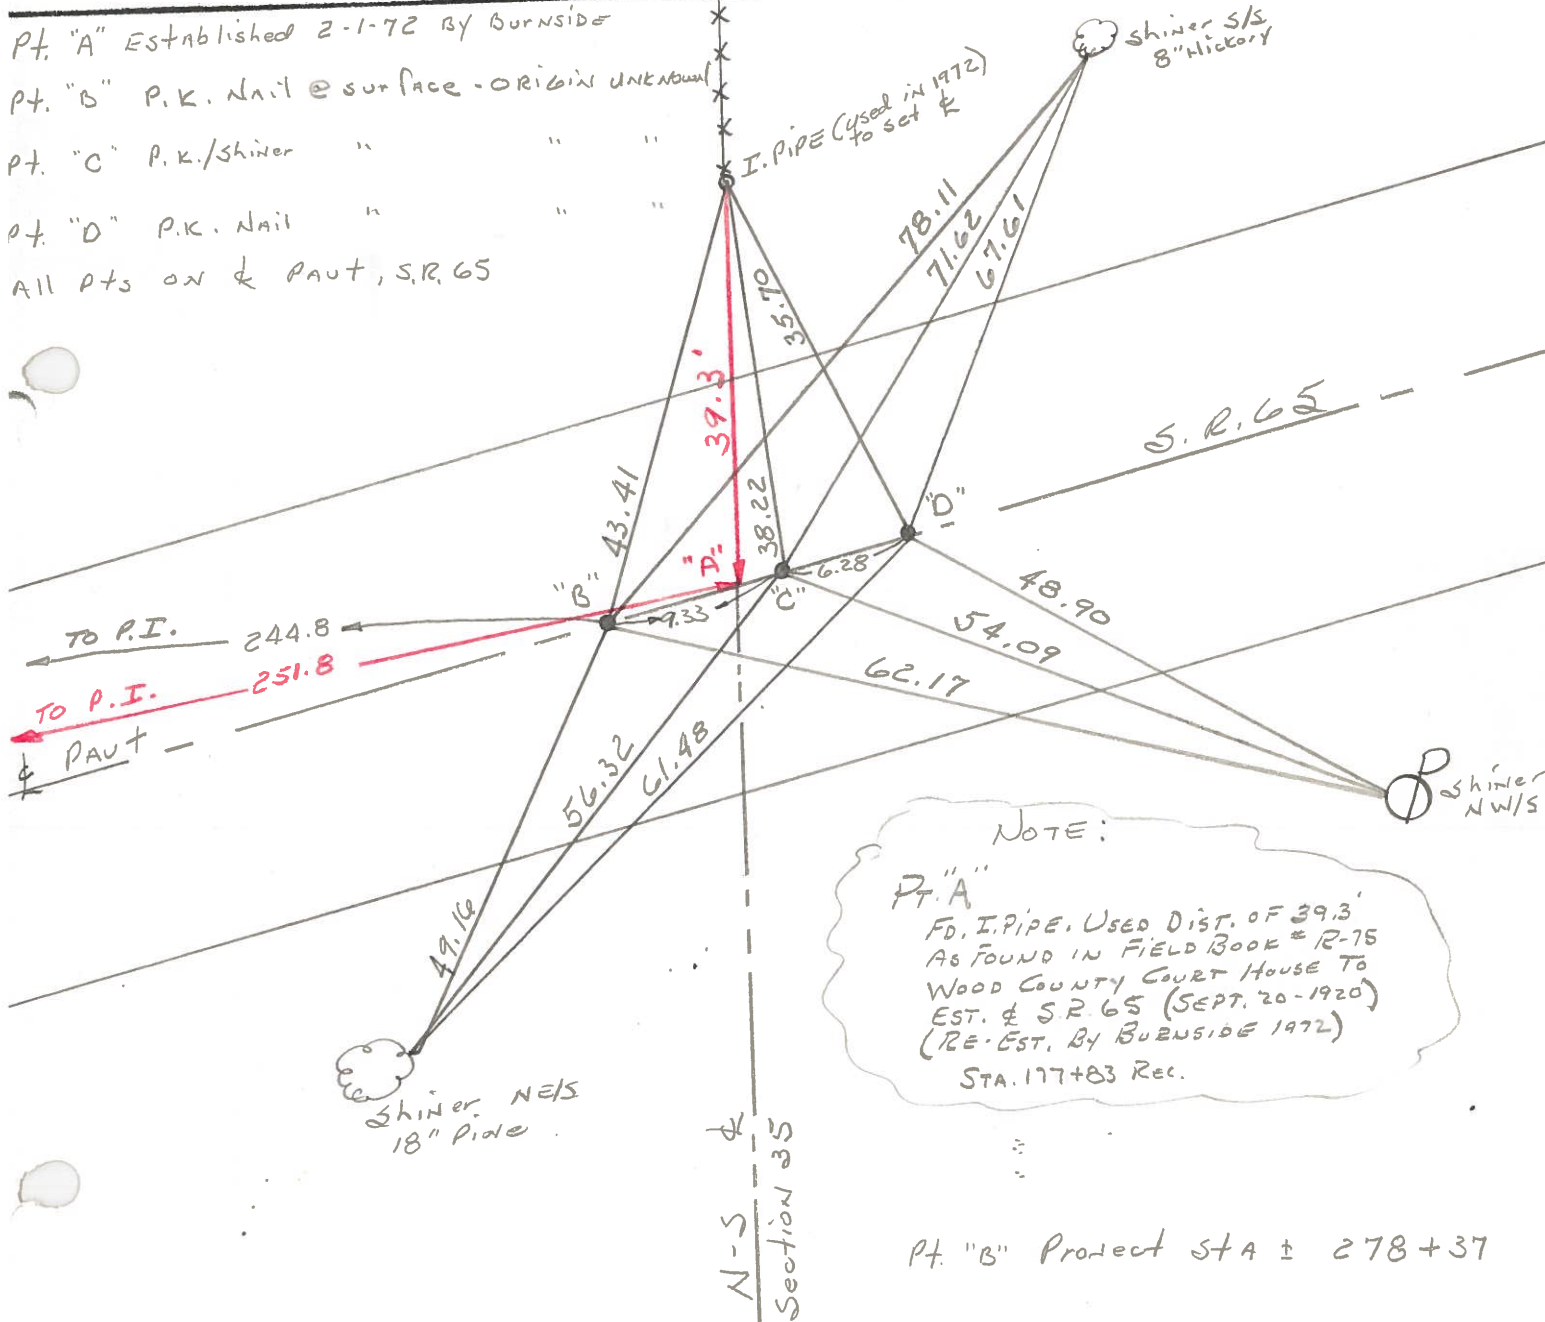 Pt. "A" Established 2-1-72 By Burnside
Pt. "B" P.K. Nail @ surface - ORIGIN UNKNOWN
Pt. "C" P.K./Shiner " " "
Pt. "D" P.K. Nail " " "
All Pts ON ℄ PAVt, S.R. 65
I. PIPE (used in 1972)
to set ℄
Shiner S/S
8" Hickory
78.11
71.62
67.61
35.70
39.3'
38.22
43.41
S. R. 65
"D"
"A"
"B"
"C"
6.28
9.33
TO P.I. 244.8
TO P.I. 251.8
℄ PAVt
48.90
54.09
62.17
56.32
61.48
49.16
Shiner
NW/S
NOTE:
PT. "A"
FD. I. PIPE. USED DIST. OF 39.3'
AS FOUND IN FIELD BOOK # R-75
WOOD COUNTY COURT HOUSE TO
EST. ℄ S.R. 65 (SEPT. 20-1920)
(RE-EST. BY BURNSIDE 1972)
STA. 177+83 REC.
Shiner NE/S
18" Pine
N-S ℄
Section 35
Pt. "B" Project StA ± 278+37